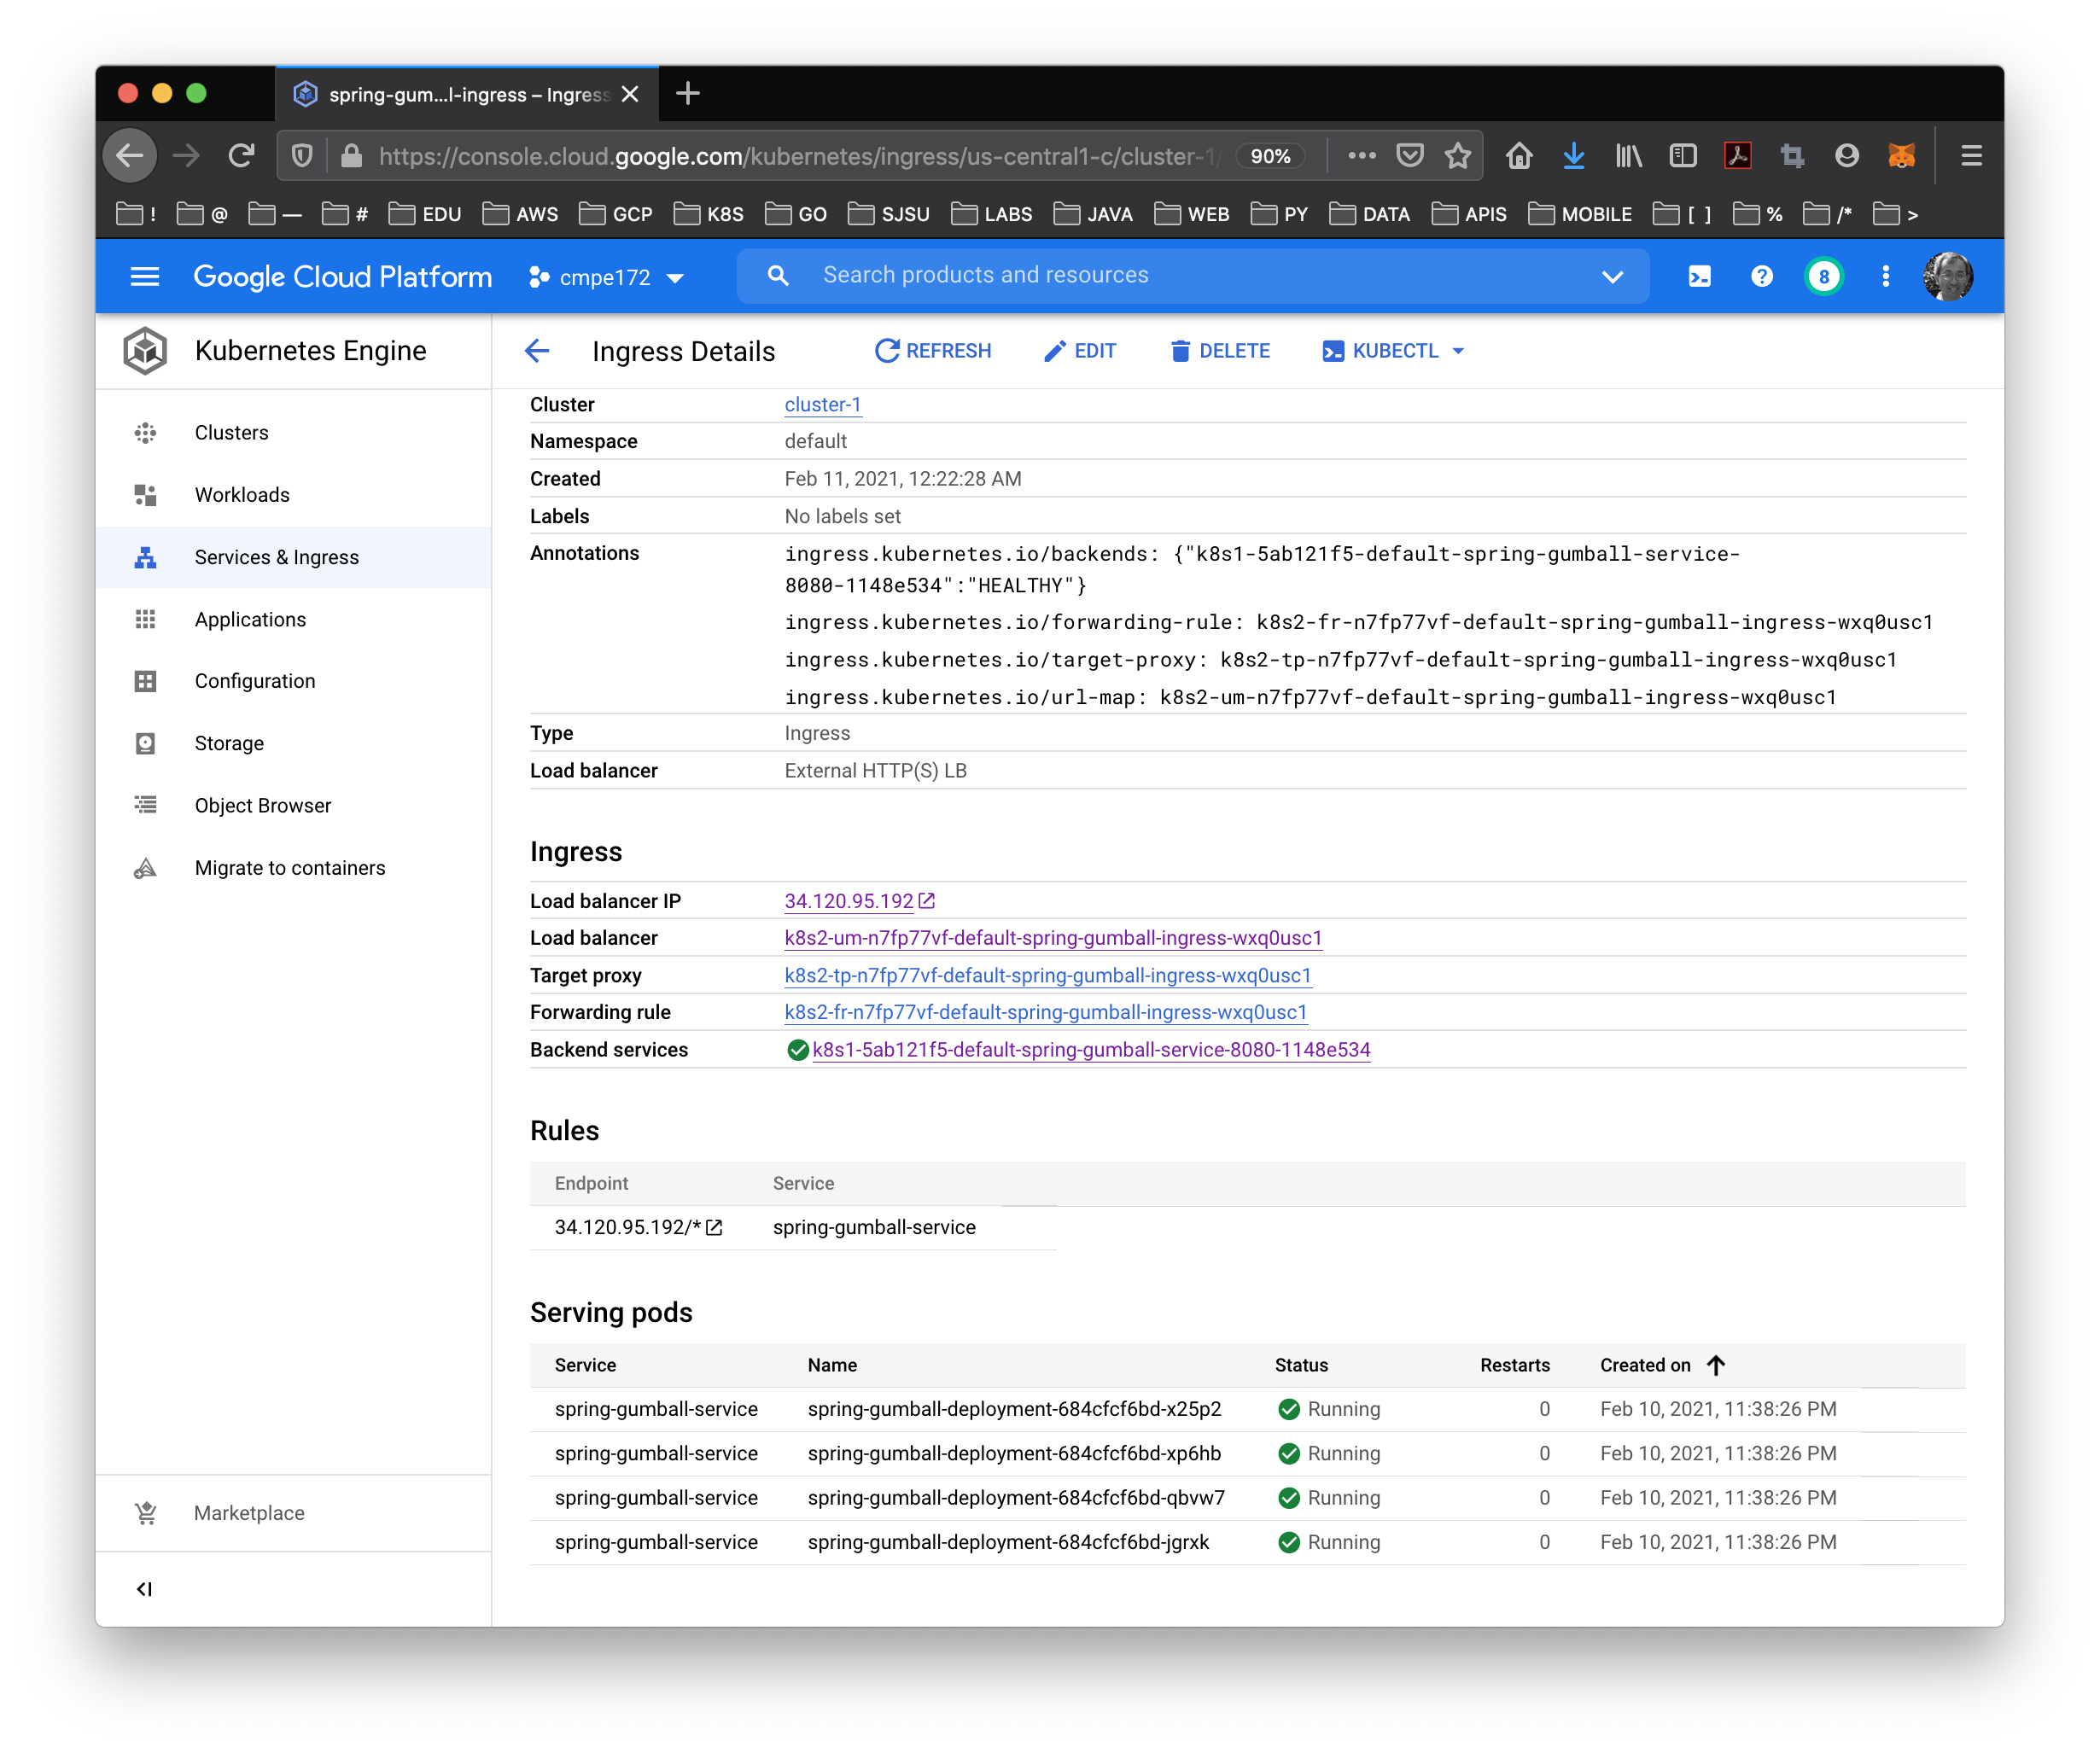 spring-gum...l-ingress – Ingress
https://console.cloud.google.com/kubernetes/ingress/us-central1-c/cluster-1/ 90%
! @ — # EDU AWS GCP K8S GO SJSU LABS JAVA WEB PY DATA APIS MOBILE [ ] % /* >
Google Cloud Platform cmpe172 Search products and resources 8
Kubernetes Engine
Ingress Details REFRESH EDIT DELETE KUBECTL
Clusters
Workloads
Services & Ingress
Applications
Configuration
Storage
Object Browser
Migrate to containers
Marketplace
Cluster cluster-1
Namespace default
Created Feb 11, 2021, 12:22:28 AM
Labels No labels set
Annotations ingress.kubernetes.io/backends: {"k8s1-5ab121f5-default-spring-gumball-service-
8080-1148e534":"HEALTHY"}
ingress.kubernetes.io/forwarding-rule: k8s2-fr-n7fp77vf-default-spring-gumball-ingress-wxq0usc1
ingress.kubernetes.io/target-proxy: k8s2-tp-n7fp77vf-default-spring-gumball-ingress-wxq0usc1
ingress.kubernetes.io/url-map: k8s2-um-n7fp77vf-default-spring-gumball-ingress-wxq0usc1
Type Ingress
Load balancer External HTTP(S) LB
Ingress
Load balancer IP 34.120.95.192
Load balancer k8s2-um-n7fp77vf-default-spring-gumball-ingress-wxq0usc1
Target proxy k8s2-tp-n7fp77vf-default-spring-gumball-ingress-wxq0usc1
Forwarding rule k8s2-fr-n7fp77vf-default-spring-gumball-ingress-wxq0usc1
Backend services k8s1-5ab121f5-default-spring-gumball-service-8080-1148e534
Rules
Endpoint Service
34.120.95.192/* spring-gumball-service
Serving pods
Service Name Status Restarts Created on
spring-gumball-service spring-gumball-deployment-684cfcf6bd-x25p2 Running 0 Feb 10, 2021, 11:38:26 PM
spring-gumball-service spring-gumball-deployment-684cfcf6bd-xp6hb Running 0 Feb 10, 2021, 11:38:26 PM
spring-gumball-service spring-gumball-deployment-684cfcf6bd-qbvw7 Running 0 Feb 10, 2021, 11:38:26 PM
spring-gumball-service spring-gumball-deployment-684cfcf6bd-jgrxk Running 0 Feb 10, 2021, 11:38:26 PM